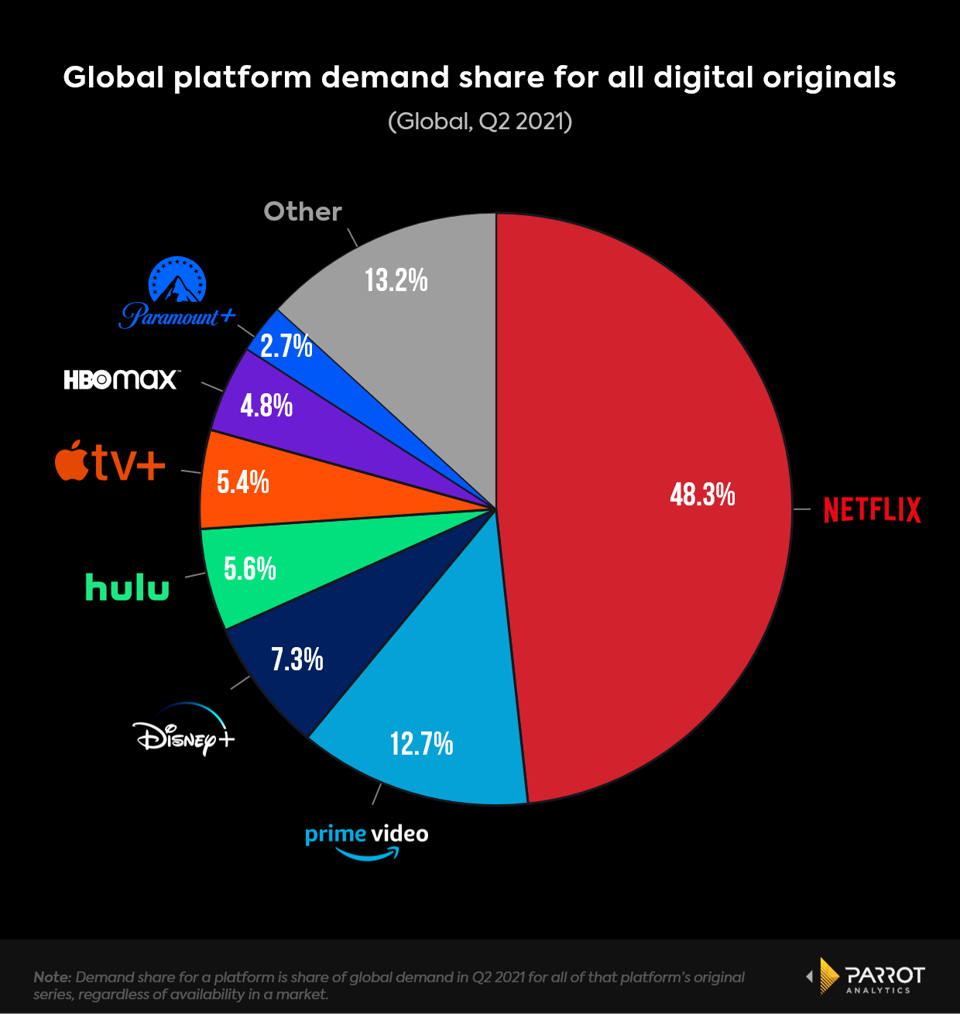 Global platform demand share for all digital originals
(Global, Q2 2021)
Other
13.2%
Paramount+
2.7%
HBOmax™
4.8%
tv+
5.4%
48.3%
NETFLIX
hulu
5.6%
7.3%
Disney+
12.7%
prime video
Note: Demand share for a platform is share of global demand in Q2 2021 for all of that platform's original
series, regardless of availability in a market.
PARROT
ANALYTICS